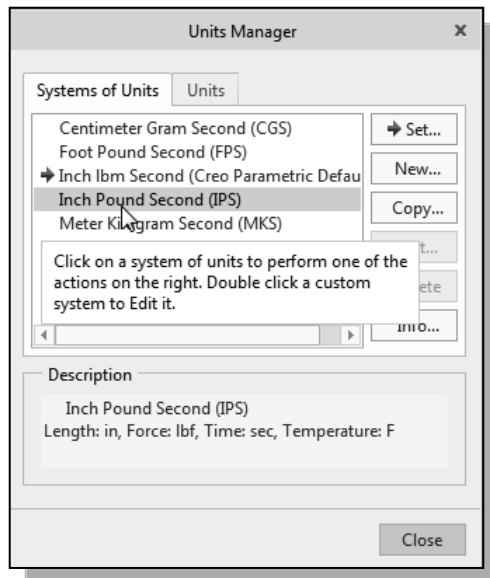 Units Manager
Systems of Units
Units
Centimeter Gram Second (CGS)
Foot Pound Second (FPS)
Inch lbm Second (Creo Parametric Defau
Inch Pound Second (IPS)
Meter Kilogram Second (MKS)
Click on a system of units to perform one of the
actions on the right. Double click a custom
system to Edit it.
Set...
New...
Copy...
Info...
Description
Inch Pound Second (IPS)
Length: in, Force: lbf, Time: sec, Temperature: F
Close